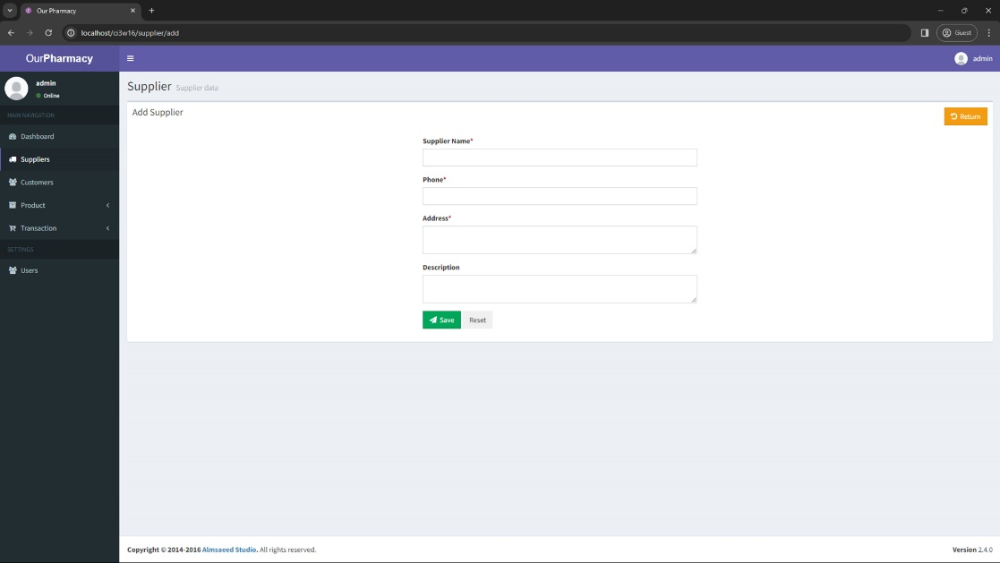 Our Pharmacy
localhost/ci3w16/supplier/add
Guest
OurPharmacy
admin
admin
Online
Supplier Supplier data
MAIN NAVIGATION
Dashboard
Suppliers
Customers
Product
Transaction
SETTINGS
Users
Add Supplier
Return
Supplier Name*
Phone*
Address*
Description
Save
Reset
Copyright © 2014-2016 Almsaeed Studio. All rights reserved.
Version 2.4.0